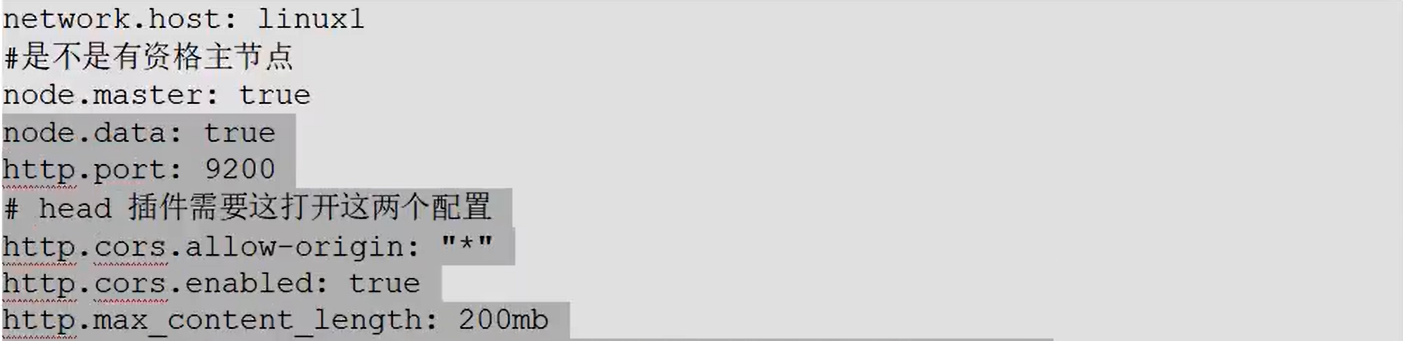 network.host: linux1
#是不是有资格主节点
node.master: true
node.data: true
http.port: 9200
# head 插件需要这打开这两个配置
http.cors.allow-origin: "*"
http.cors.enabled: true
http.max_content_length: 200mb